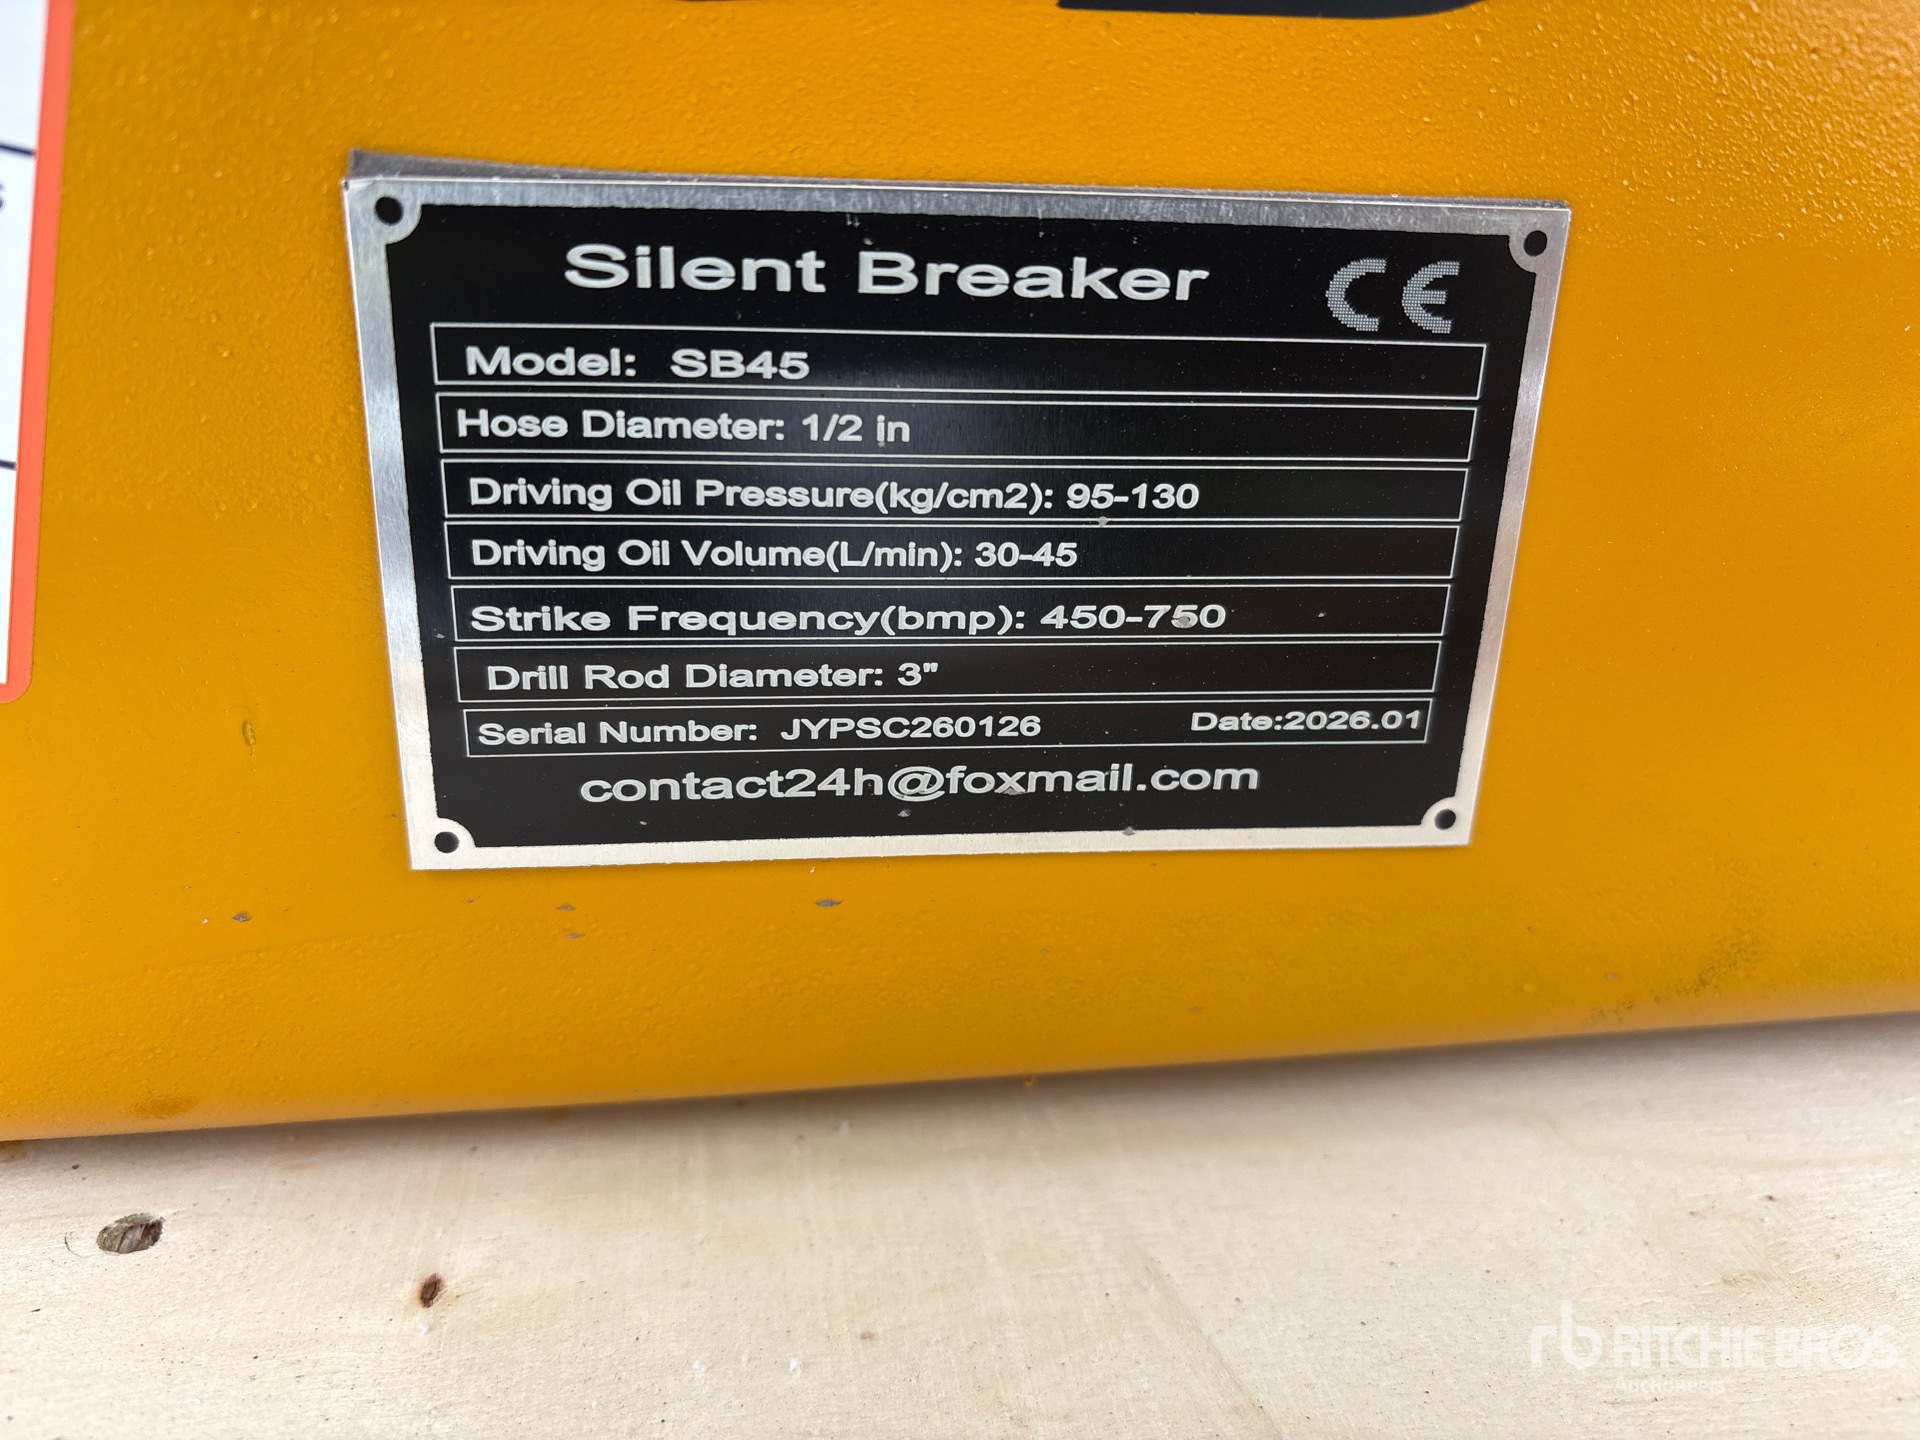 Silent Breaker CE
Model: SB45
Hose Diameter: 1/2 in
Driving Oil Pressure(kg/cm2): 95-130
Driving Oil Volume(L/min): 30-45
Strike Frequency(bmp): 450-750
Drill Rod Diameter: 3"
Serial Number: JYPSC260126 Date:2026.01
contact24h@foxmail.com
rb RITCHIE BROS.
Auctioneers